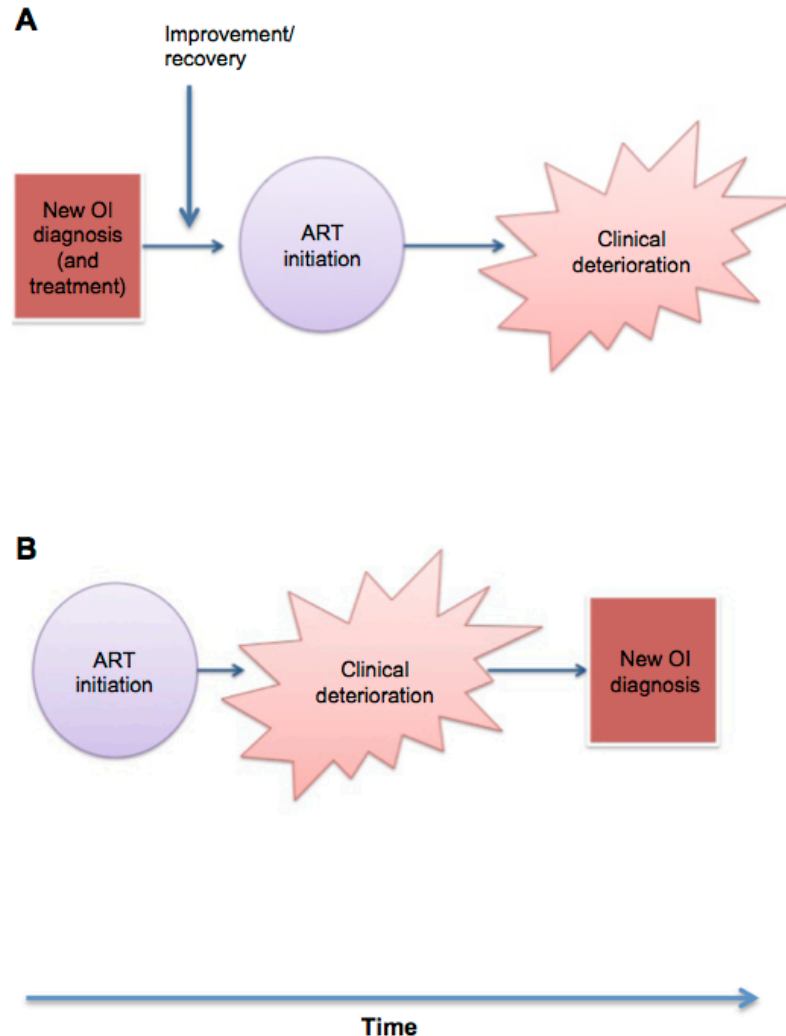 A
Improvement/
recovery
New OI
diagnosis
(and
treatment)
ART
initiation
Clinical
deterioration
B
ART
initiation
Clinical
deterioration
New OI
diagnosis
Time